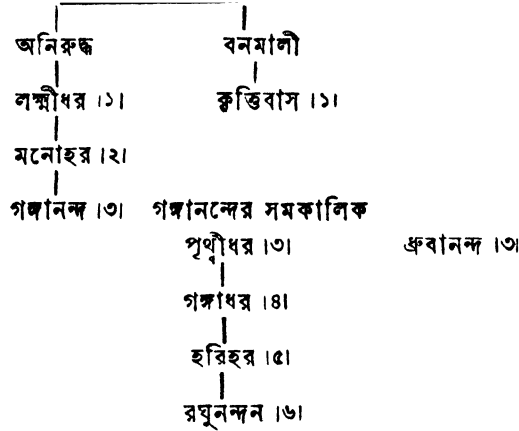 অনিরুদ্ধ বনমালী
লক্ষ্মীধর ।১। কৃত্তিবাস ।১।
মনোহর ।২।
গঙ্গানন্দ ।৩। গঙ্গানন্দের সমকালিক
পৃথ্বীধর ।৩। ধ্রুবানন্দ ।৩।
গঙ্গাধর ।৪।
হরিহর ।৫।
রঘুনন্দন ।৬।